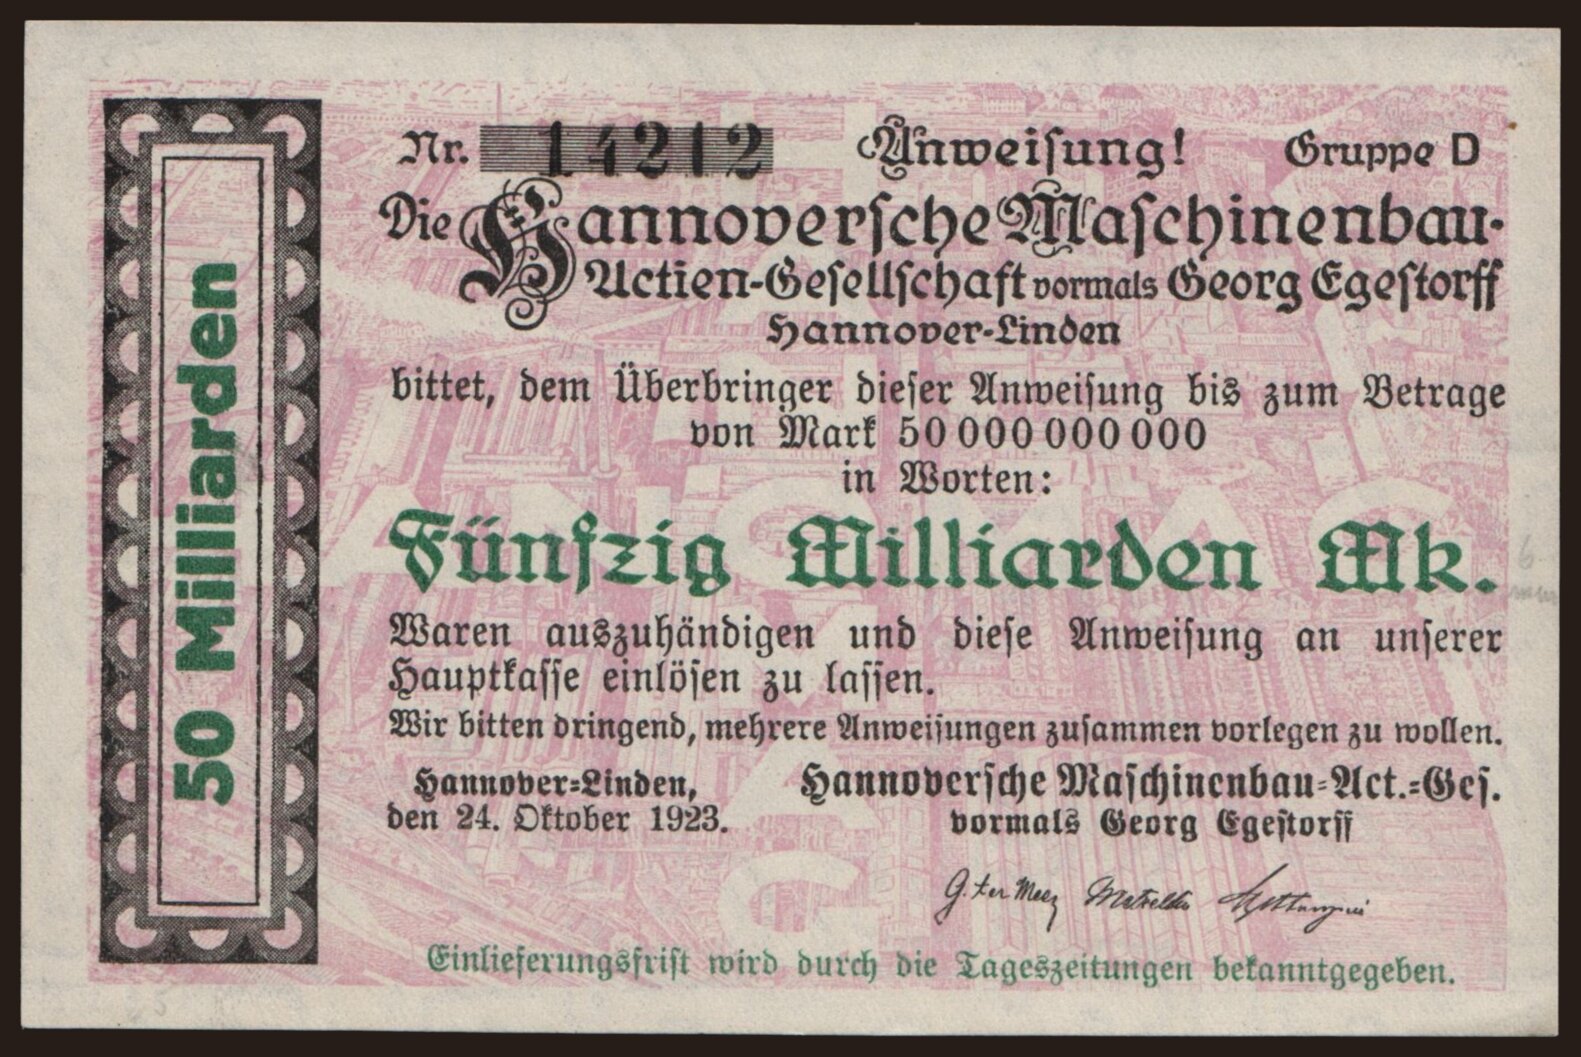 50 Milliarden
Nr. 14212 Anweisung! Gruppe D
Die Hannoversche Maschinenbau-
Actien-Gesellschaft vormals Georg Egestorff
Hannover-Linden
bittet, dem Überbringer dieser Anweisung bis zum Betrage
von Mark 50 000 000 000
in Worten:
Fünfzig Milliarden Mk.
Waren auszuhändigen und diese Anweisung an unserer
Hauptkasse einlösen zu lassen.
Wir bitten dringend, mehrere Anweisungen zusammen vorlegen zu wollen.
Hannover-Linden,
den 24. Oktober 1923.
Hannoversche Maschinenbau-Act.-Ges.
vormals Georg Egestorff
G. ter Meer
Einlieferungsfrist wird durch die Tageszeitungen bekanntgegeben.